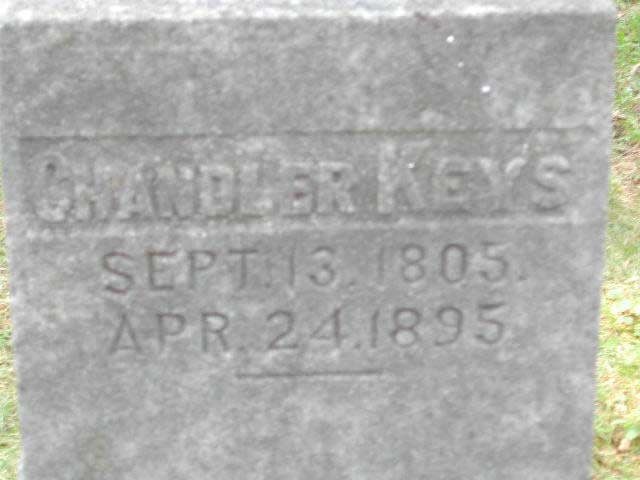 CHANDLER KEYS
SEPT. 13, 1805.
APR. 24, 1895